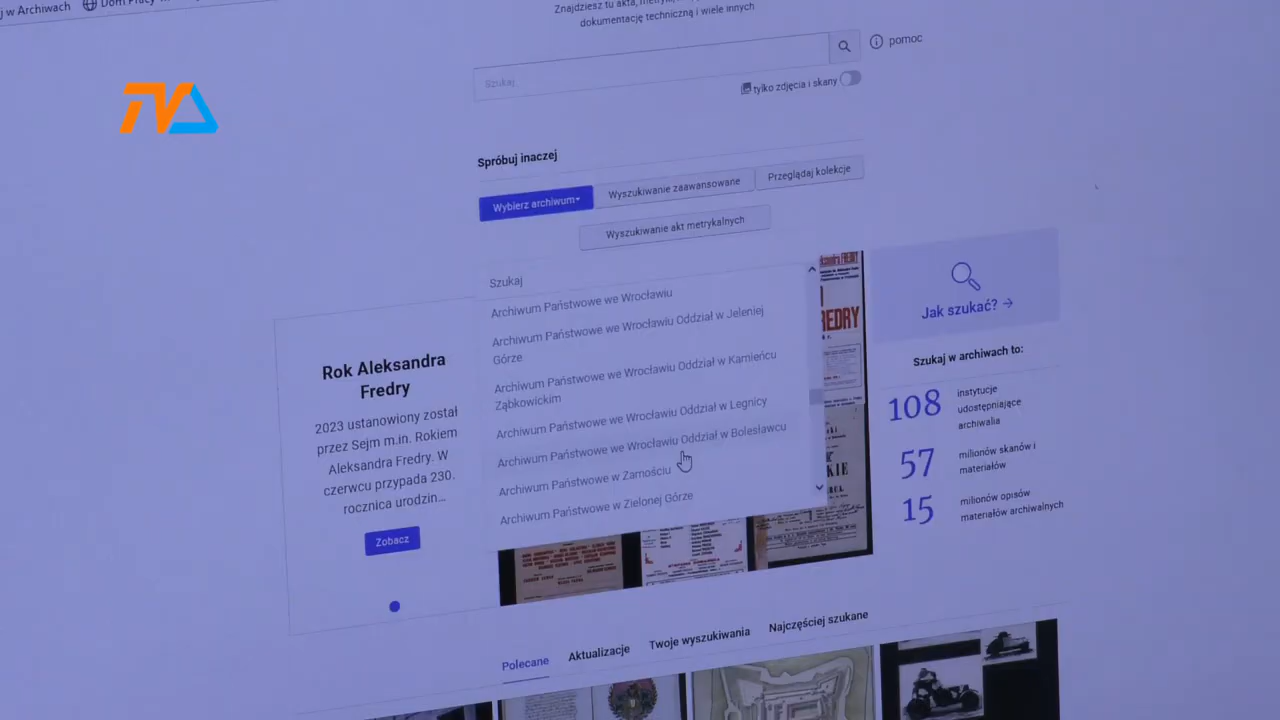 j w Archiwach
Dom Pracy
Znajdziesz tu akta,
dokumentację techniczną i wiele innych
Szukaj
pomoc
tylko zdjęcia i skany
TVA
Spróbuj inaczej
Wybierz archiwum
Wyszukiwanie zaawansowane
Przeglądaj kolekcje
Wyszukiwanie akt metrykalnych
Szukaj
Archiwum Państwowe we Wrocławiu
Archiwum Państwowe we Wrocławiu Oddział w Jeleniej
Górze
Archiwum Państwowe we Wrocławiu Oddział w Kamieńcu
Ząbkowickim
Archiwum Państwowe we Wrocławiu Oddział w Legnicy
Archiwum Państwowe we Wrocławiu Oddział w Bolesławcu
Archiwum Państwowe w Zamościu
Archiwum Państwowe w Zielonej Górze
Rok Aleksandra
Fredry
2023 ustanowiony został
przez Sejm m.in. Rokiem
Aleksandra Fredry. W
czerwcu przypada 230.
rocznica urodzin...
Zobacz
REDRY
KIE
Jak szukać? →
Szukaj w archiwach to:
108 instytucje
udostępniające
archiwalia
57 milionów skanów i
materiałów
15 milionów opisów
materiałów archiwalnych
Polecane
Aktualizacje
Twoje wyszukiwania
Najczęściej szukane